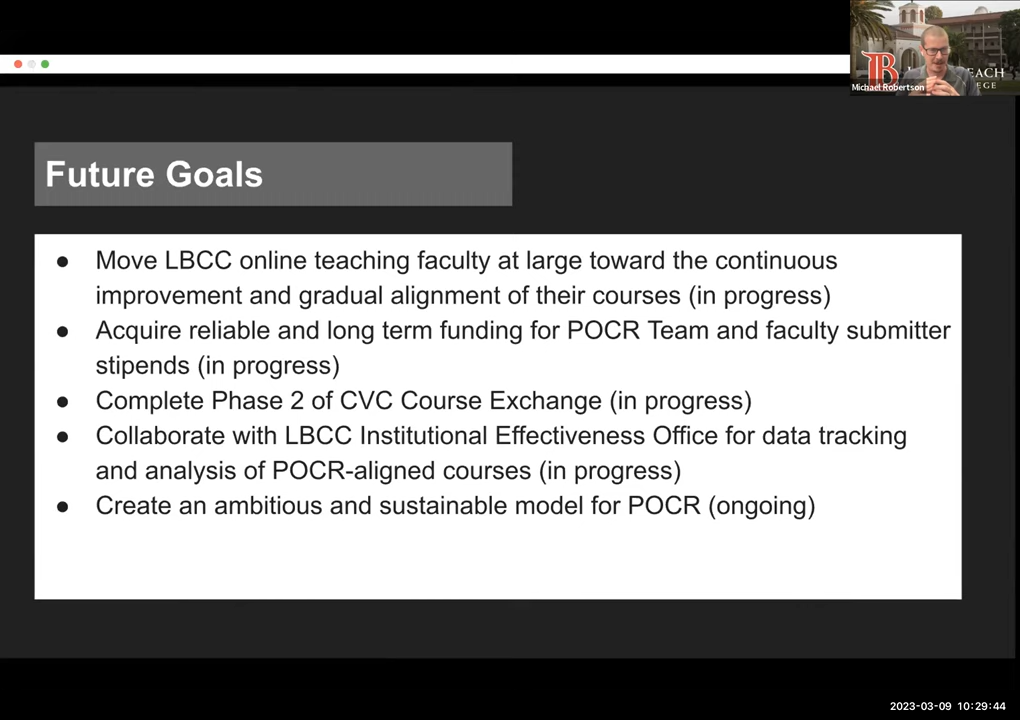 B
EACH
EGE
Michael Robertson
Future Goals
● Move LBCC online teaching faculty at large toward the continuous
improvement and gradual alignment of their courses (in progress)
● Acquire reliable and long term funding for POCR Team and faculty submitter
stipends (in progress)
● Complete Phase 2 of CVC Course Exchange (in progress)
● Collaborate with LBCC Institutional Effectiveness Office for data tracking
and analysis of POCR-aligned courses (in progress)
● Create an ambitious and sustainable model for POCR (ongoing)
2023-03-09 10:29:44